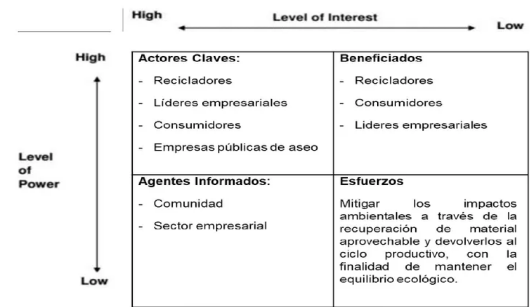 High
Level of Interest
Low
High
Level
of
Power
Low
Actores Claves:
- Recicladores
- Líderes empresariales
- Consumidores
- Empresas públicas de aseo
Beneficiados
- Recicladores
- Consumidores
- Lideres empresariales
Agentes Informados:
- Comunidad
- Sector empresarial
Esfuerzos
Mitigar los impactos
ambientales a través de la
recuperación de material
aprovechable y devolverlos al
ciclo productivo, con la
finalidad de mantener el
equilibrio ecológico.